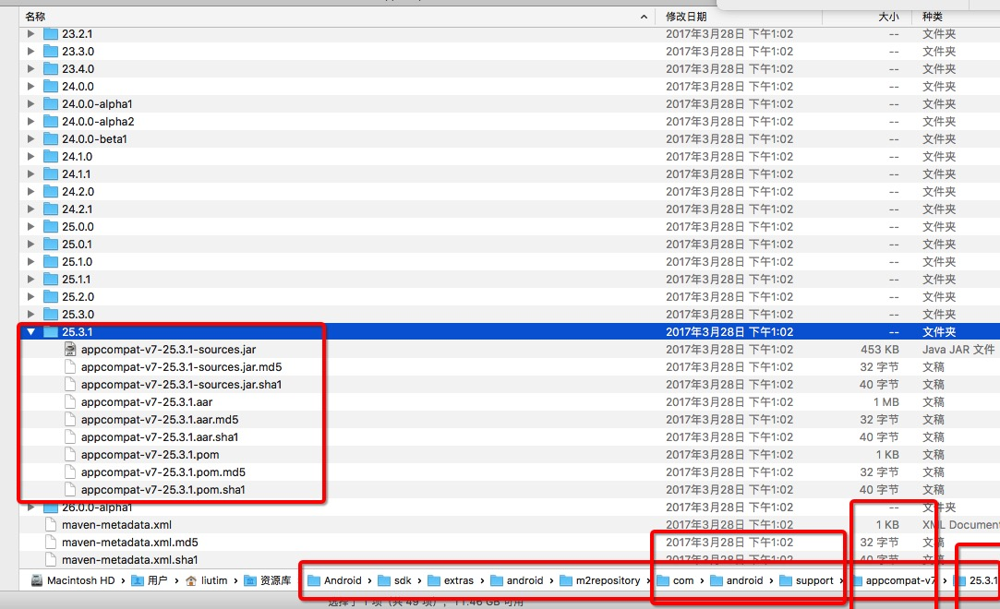 名称 修改日期 大小 种类
23.2.1 2017年3月28日 下午1:02 -- 文件夹
23.3.0 2017年3月28日 下午1:02 -- 文件夹
23.4.0 2017年3月28日 下午1:02 -- 文件夹
24.0.0 2017年3月28日 下午1:02 -- 文件夹
24.0.0-alpha1 2017年3月28日 下午1:02 -- 文件夹
24.0.0-alpha2 2017年3月28日 下午1:02 -- 文件夹
24.0.0-beta1 2017年3月28日 下午1:02 -- 文件夹
24.1.0 2017年3月28日 下午1:02 -- 文件夹
24.1.1 2017年3月28日 下午1:02 -- 文件夹
24.2.0 2017年3月28日 下午1:02 -- 文件夹
24.2.1 2017年3月28日 下午1:02 -- 文件夹
25.0.0 2017年3月28日 下午1:02 -- 文件夹
25.0.1 2017年3月28日 下午1:02 -- 文件夹
25.1.0 2017年3月28日 下午1:02 -- 文件夹
25.1.1 2017年3月28日 下午1:02 -- 文件夹
25.2.0 2017年3月28日 下午1:02 -- 文件夹
25.3.0 2017年3月28日 下午1:02 -- 文件夹
25.3.1 2017年3月28日 下午1:02 -- 文件夹
appcompat-v7-25.3.1-sources.jar 2017年3月28日 下午1:02 453 KB Java JAR 文件
appcompat-v7-25.3.1-sources.jar.md5 2017年3月28日 下午1:02 32 字节 文稿
appcompat-v7-25.3.1-sources.jar.sha1 2017年3月28日 下午1:02 40 字节 文稿
appcompat-v7-25.3.1.aar 2017年3月28日 下午1:02 1 MB 文稿
appcompat-v7-25.3.1.aar.md5 2017年3月28日 下午1:02 32 字节 文稿
appcompat-v7-25.3.1.aar.sha1 2017年3月28日 下午1:02 40 字节 文稿
appcompat-v7-25.3.1.pom 2017年3月28日 下午1:02 1 KB 文稿
appcompat-v7-25.3.1.pom.md5 2017年3月28日 下午1:02 32 字节 文稿
appcompat-v7-25.3.1.pom.sha1 2017年3月28日 下午1:02 40 字节 文稿
26.0.0-alpha1 2017年3月28日 下午1:02 -- 文件夹
maven-metadata.xml 2017年3月28日 下午1:02 1 KB XML Document
maven-metadata.xml.md5 2017年3月28日 下午1:02 32 字节 文稿
maven-metadata.xml.sha1 2017年3月28日 下午1:02 40 字节 文稿
Macintosh HD › 用户 › liutim › 资源库 Android › sdk › extras › android › m2repository › com › android › support › appcompat-v7 › 25.3.1
选择了 1 项（共 49 项），11.46 GB 可用